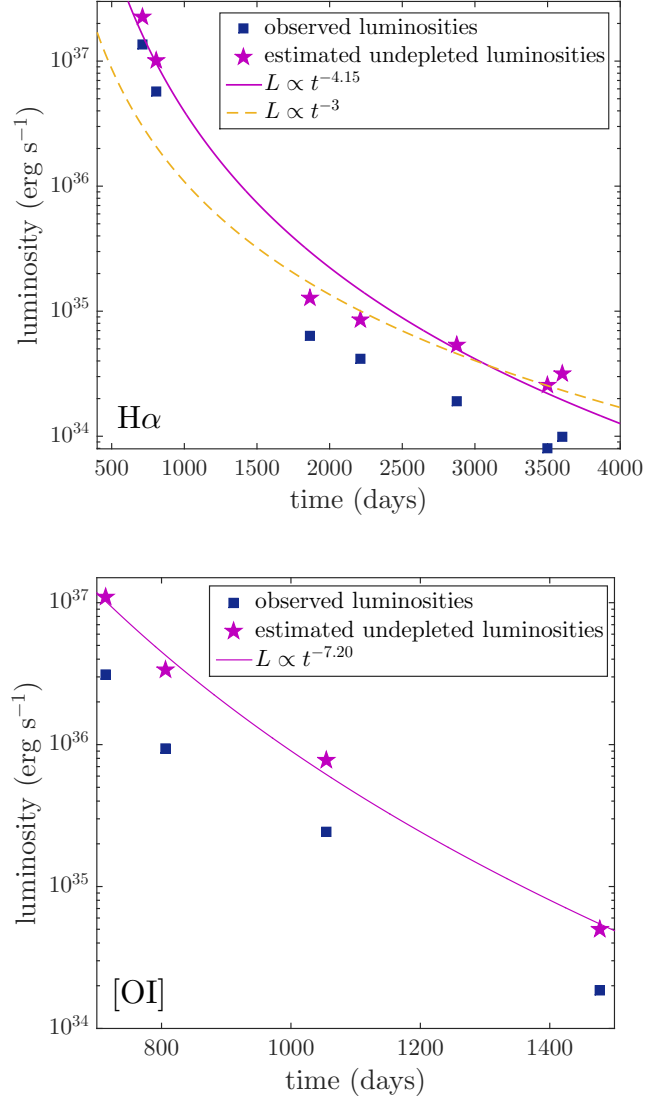 observed luminosities
estimated undepleted luminosities
L ∝ t^{-4.15}
L ∝ t^{-3}
luminosity (erg s^{-1})
10^{37}
10^{36}
10^{35}
10^{34}
Hα
500 1000 1500 2000 2500 3000 3500 4000
time (days)
observed luminosities
estimated undepleted luminosities
L ∝ t^{-7.20}
luminosity (erg s^{-1})
10^{37}
10^{36}
10^{35}
10^{34}
[OI]
800 1000 1200 1400
time (days)